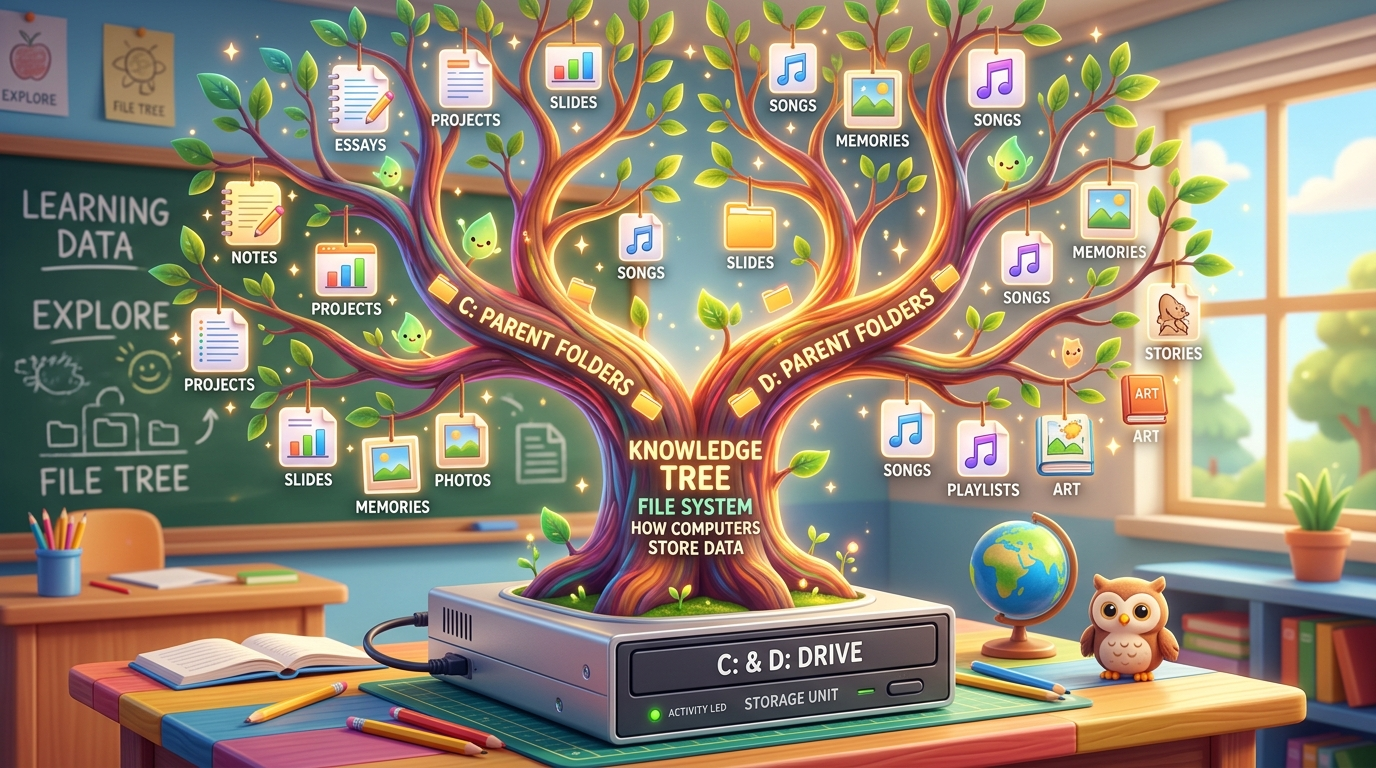 EXPLORE
FILE TREE
LEARNING
DATA
EXPLORE
FILE TREE
ESSAYS
PROJECTS
SLIDES
NOTES
PROJECTS
SONGS
PROJECTS
SLIDES
MEMORIES
PHOTOS
SONGS
MEMORIES
SONGS
SLIDES
SONGS
MEMORIES
STORIES
ART
ART
SONGS
PLAYLISTS
ART
C: PARENT FOLDERS
D: PARENT FOLDERS
KNOWLEDGE
TREE
FILE SYSTEM
HOW COMPUTERS
STORE DATA
C: & D: DRIVE
ACTIVITY LED
STORAGE UNIT